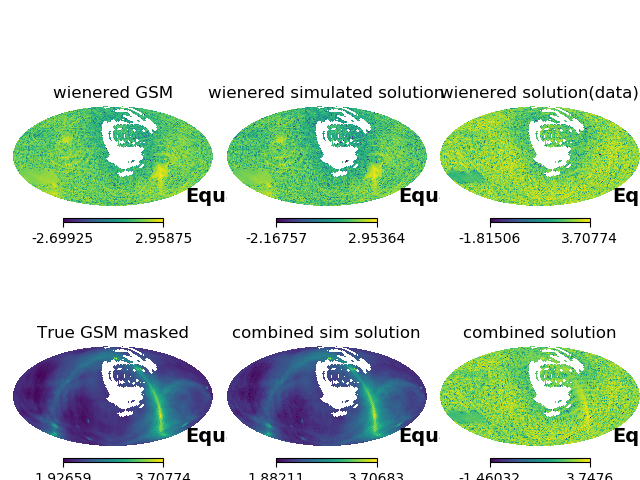 wienered GSM
wienered simulated solution
wienered solution(data)
Equ
Equ
Eq
-2.69925 2.95875
-2.16757 2.95364
-1.81506 3.70774
True GSM masked
combined sim solution
combined solution
Equ
Equ
Eq
1.92659 3.70774
1.88211 3.70683
-1.46032 3.7476